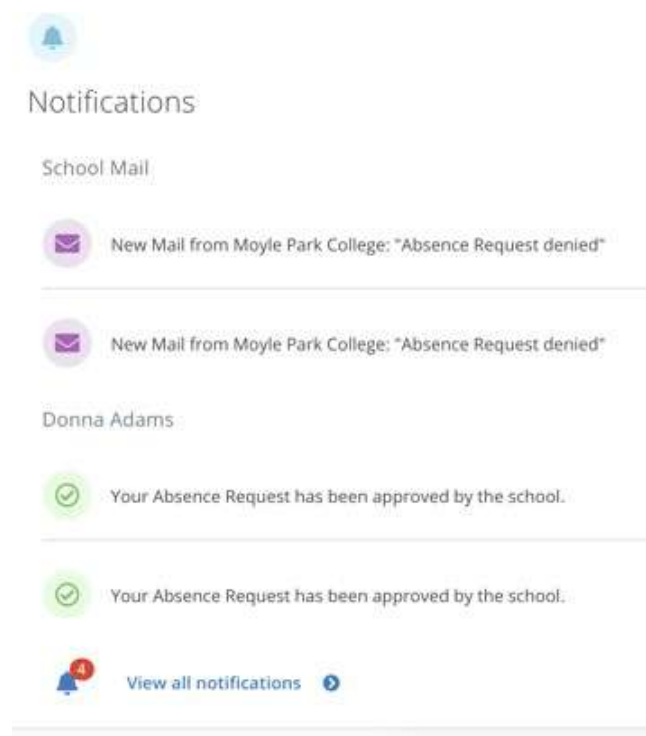 Notifications
School Mail
New Mail from Moyle Park College: "Absence Request denied"
New Mail from Moyle Park College: "Absence Request denied"
Donna Adams
Your Absence Request has been approved by the school.
Your Absence Request has been approved by the school.
4
View all notifications